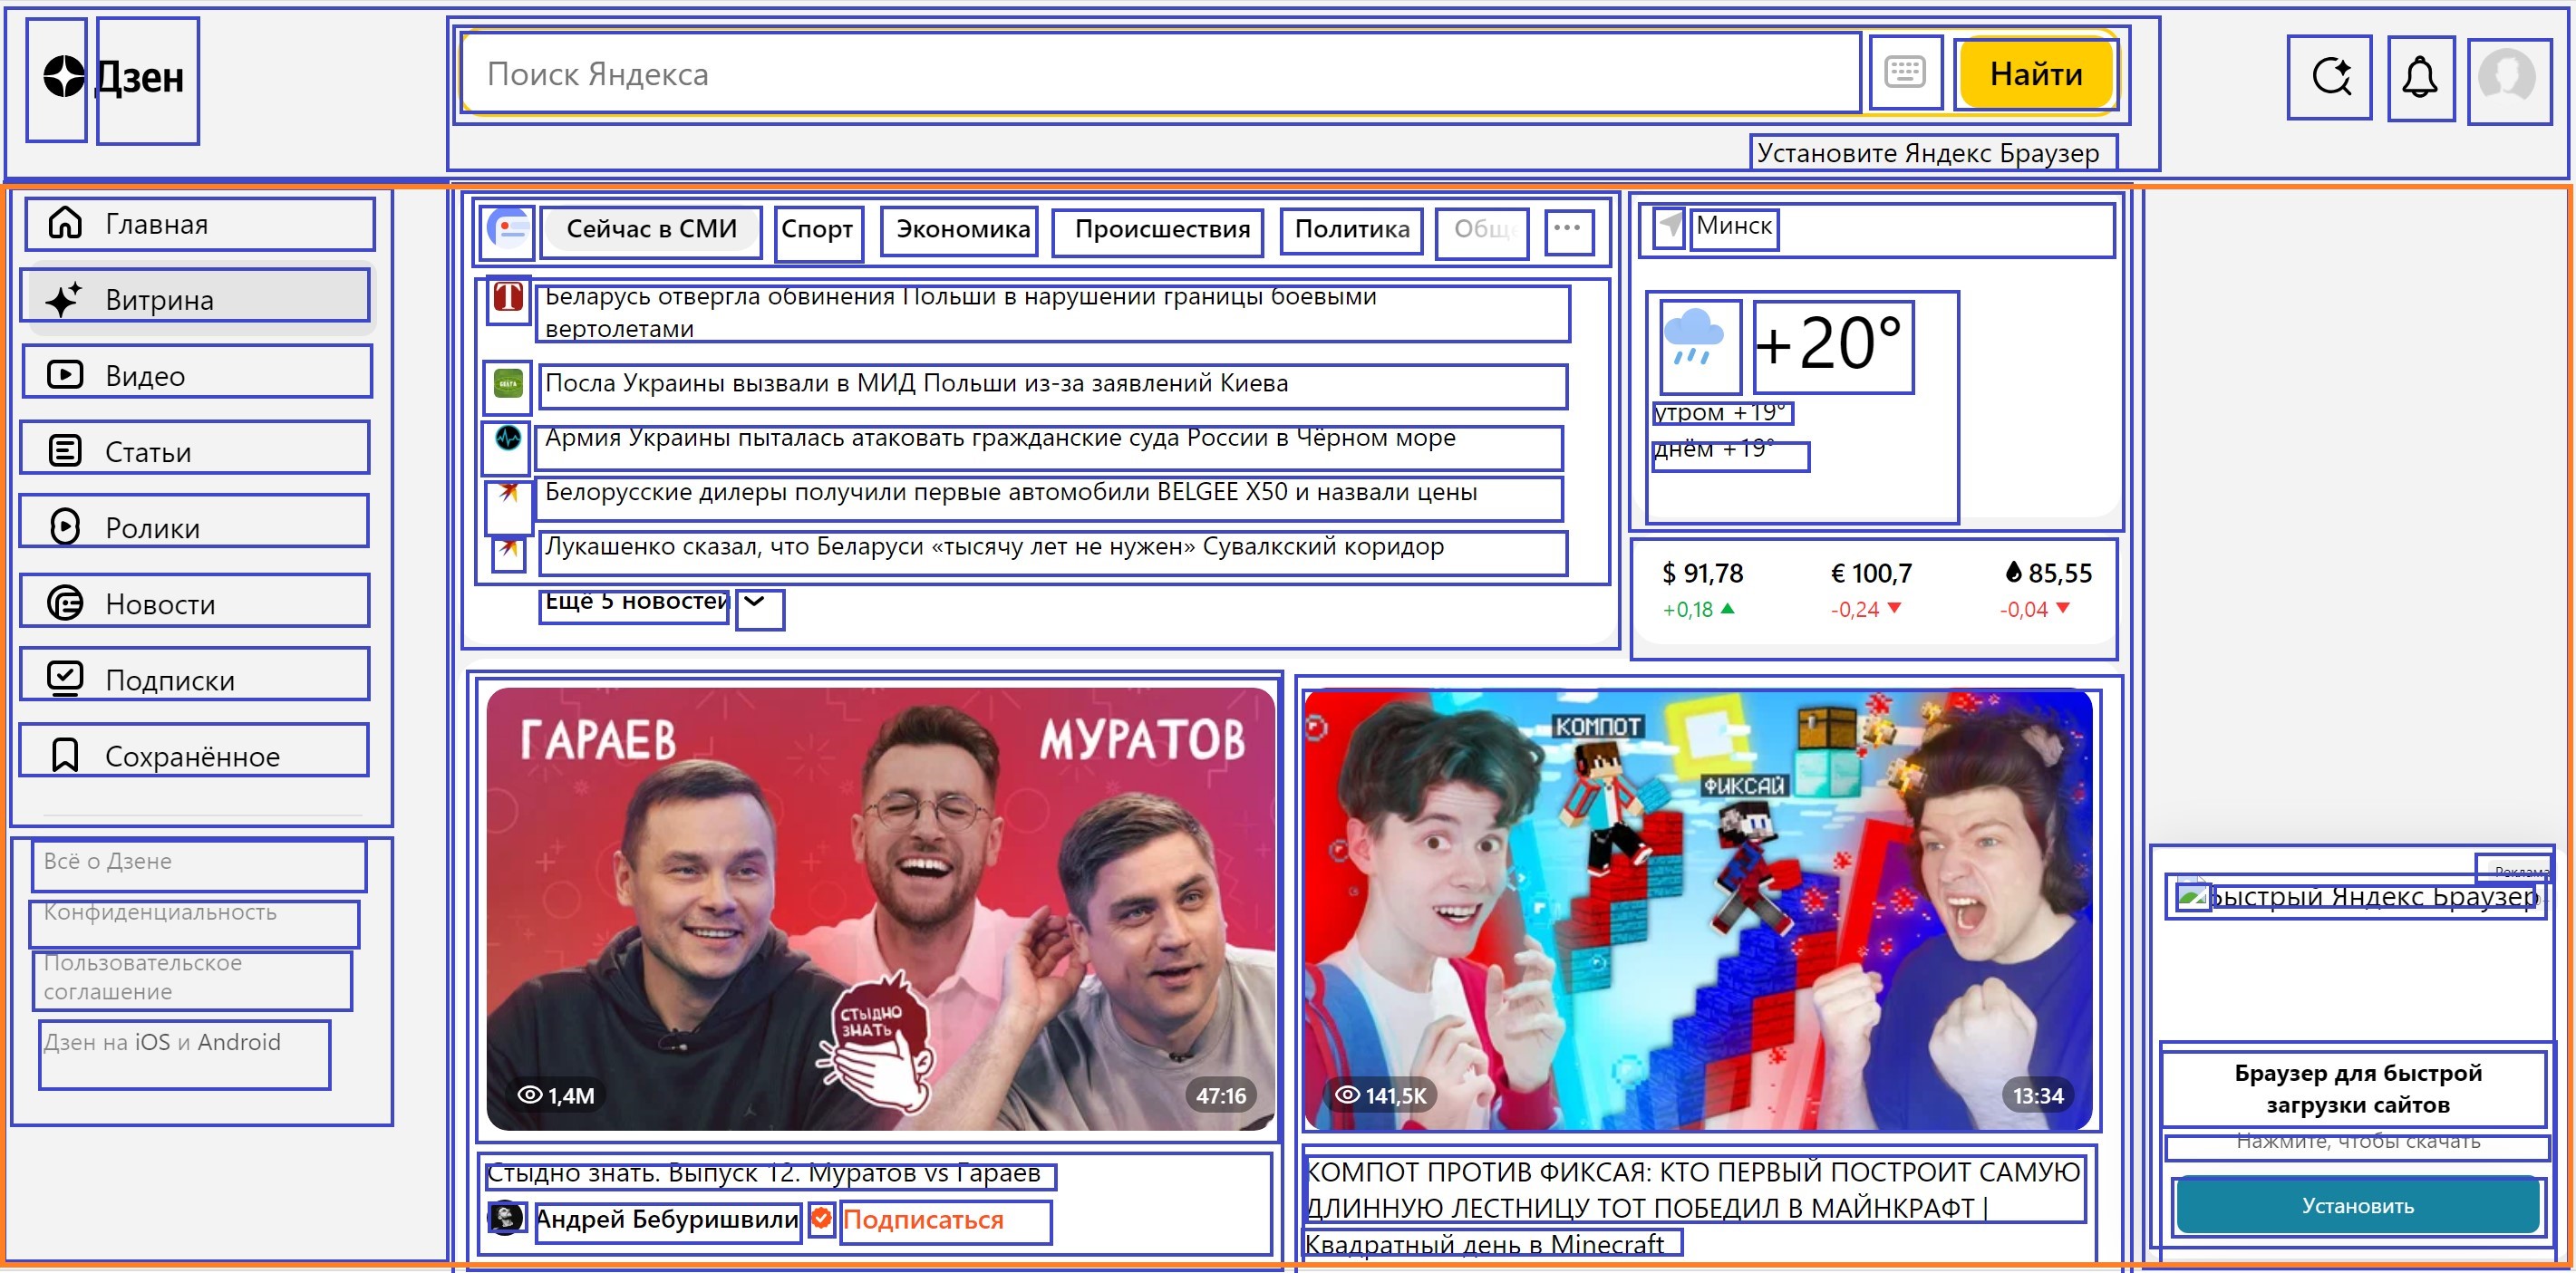 Дзен
Поиск Яндекса
Найти
Установите Яндекс Браузер
Главная
Витрина
Видео
Статьи
Ролики
Новости
Подписки
Сохранённое
Всё о Дзене
Конфиденциальность
Пользовательское
соглашение
Дзен на iOS и Android
Сейчас в СМИ Спорт Экономика Происшествия Политика Обще
Беларусь отвергла обвинения Польши в нарушении границы боевыми
вертолетами
Посла Украины вызвали в МИД Польши из-за заявлений Киева
Армия Украины пыталась атаковать гражданские суда России в Чёрном море
Белорусские дилеры получили первые автомобили BELGEE X50 и назвали цены
Лукашенко сказал, что Беларуси «тысячу лет не нужен» Сувалкский коридор
Ещё 5 новостей
Минск
+20°
утром +19°
днём +19°
$ 91,78 € 100,7 85,55
+0,18 -0,24 -0,04
ГАРАЕВ МУРАТОВ
СТЫДНО
ЗНАТЬ
1,4M 47:16
Стыдно знать. Выпуск 12. Муратов vs Гараев
Андрей Бебуришвили Подписаться
КОМПОТ
ФИКСАЙ
141,5K 13:34
КОМПОТ ПРОТИВ ФИКСАЯ: КТО ПЕРВЫЙ ПОСТРОИТ САМУЮ
ДЛИННУЮ ЛЕСТНИЦУ ТОТ ПОБЕДИЛ В МАЙНКРАФТ |
Квадратный день в Minecraft
Реклама
Быстрый Яндекс Браузер
Браузер для быстрой
загрузки сайтов
Нажмите, чтобы скачать
Установить